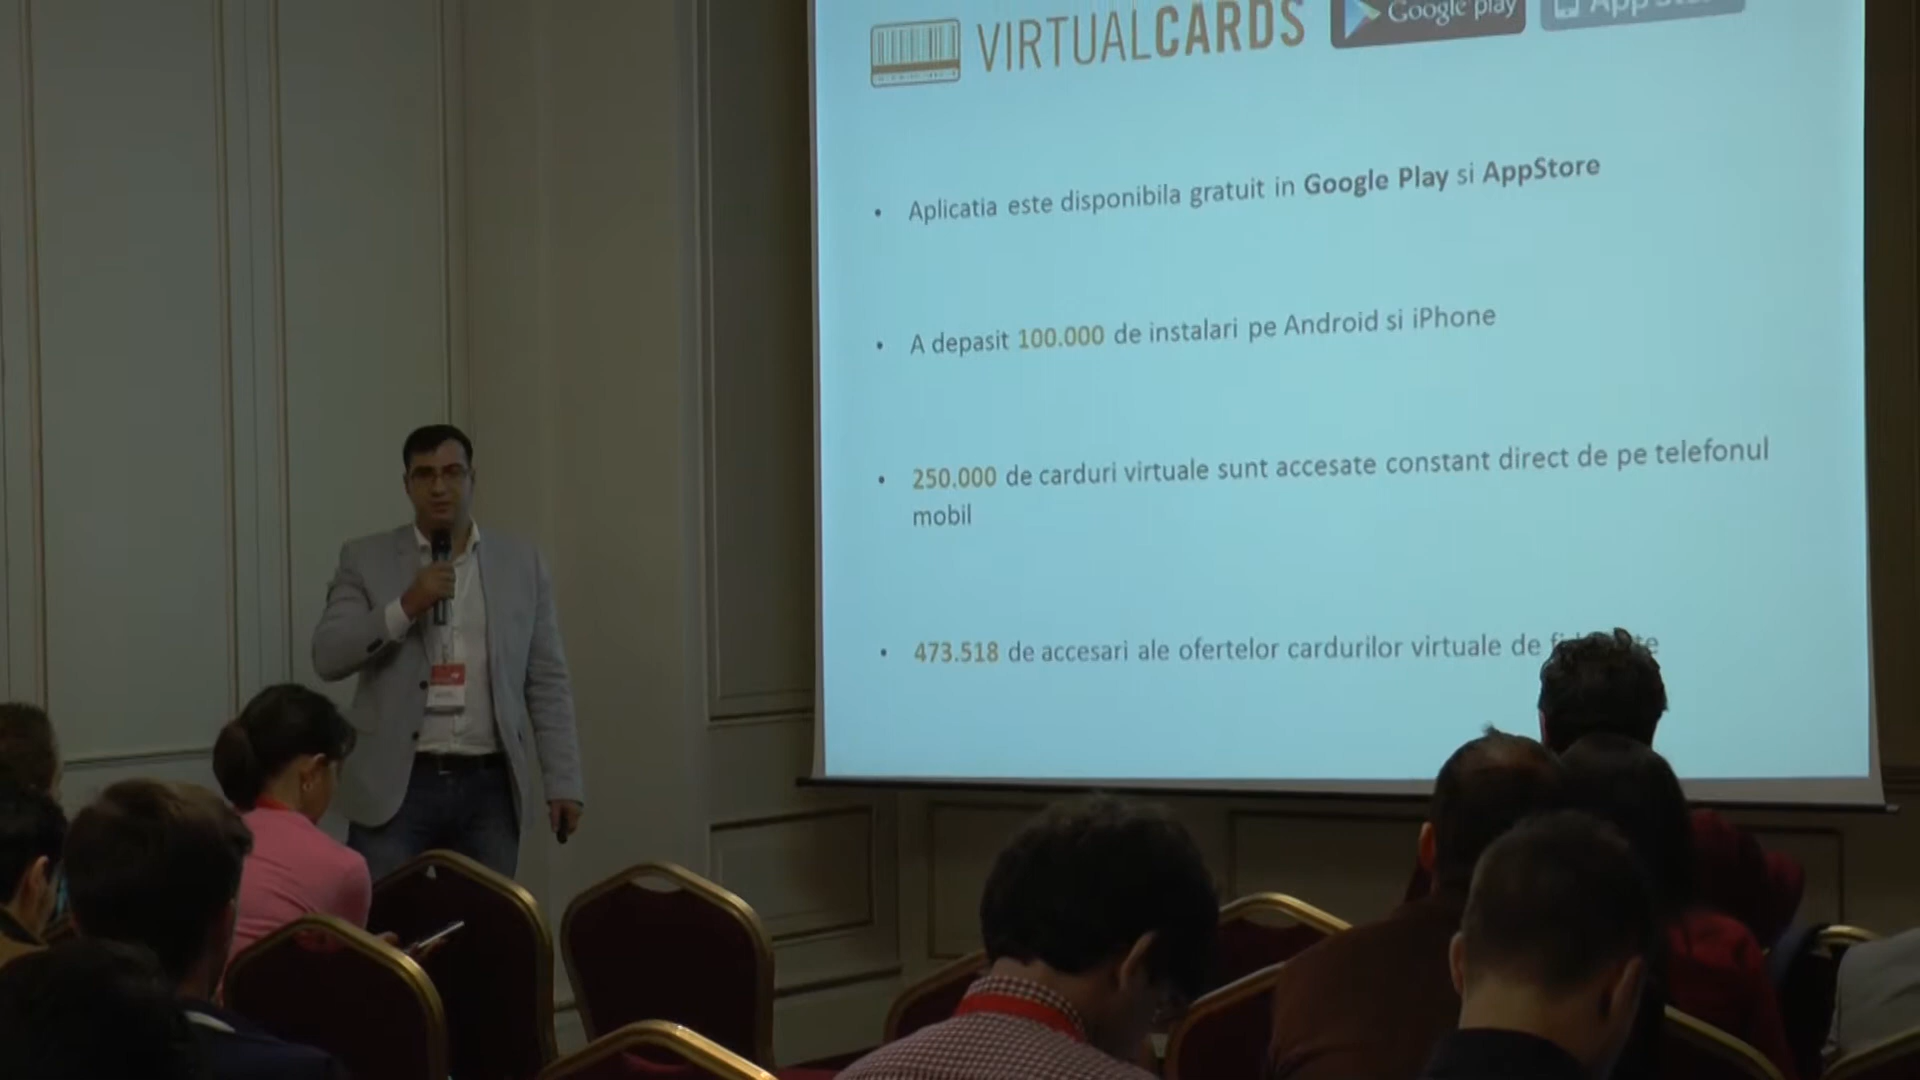 VIRTUALCARDS
Google play
Aplicatia este disponibila gratuit in Google Play si AppStore
A depasit 100.000 de instalari pe Android si iPhone
250.000 de carduri virtuale sunt accesate constant direct de pe telefonul
mobil
473.518 de accesari ale ofertelor cardurilor virtuale de